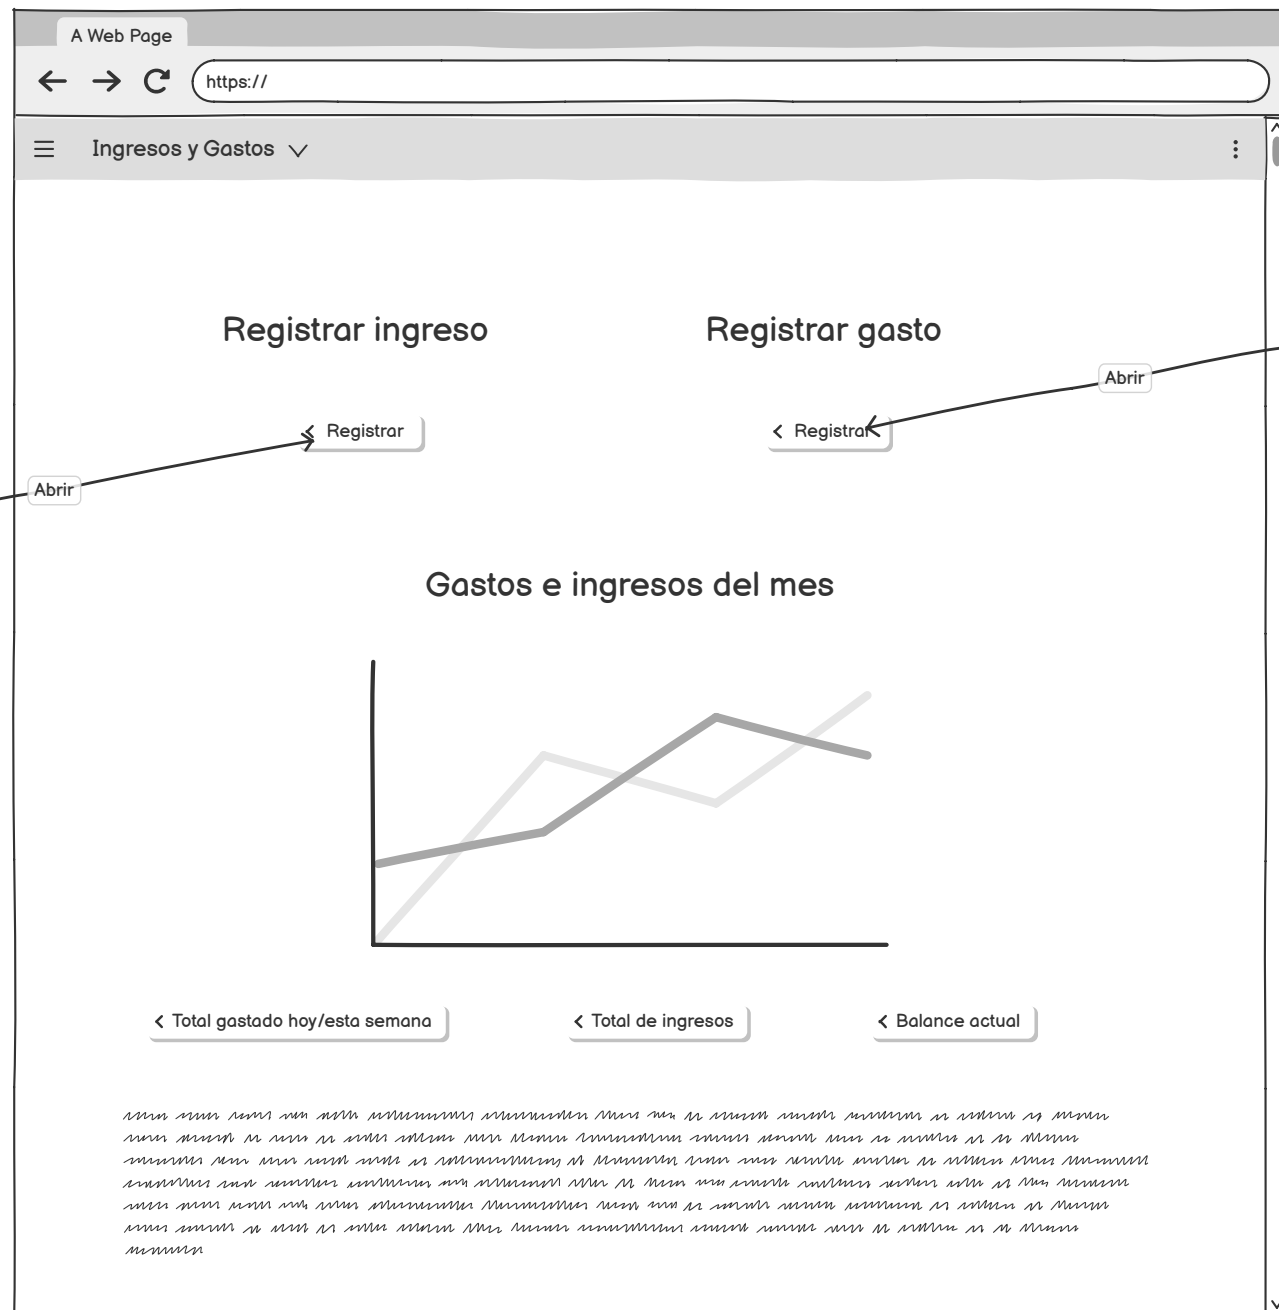 A Web Page
https://
Ingresos y Gastos
Registrar ingreso
Registrar gasto
Abrir
Registrar
Registrar
Abrir
Gastos e ingresos del mes
Total gastado hoy/esta semana
Total de ingresos
Balance actual